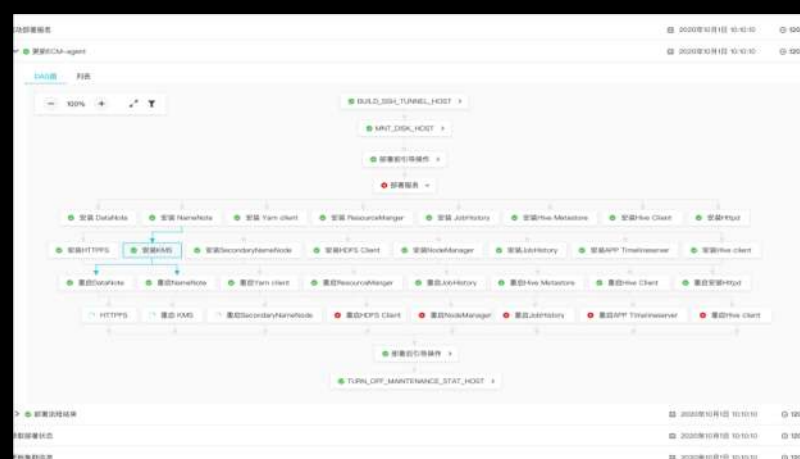 动部署服务 2020年10月1日 10:10:10 120
更新ECM-agent 2020年10月1日 10:10:10 120
DAG图 列表
100%
BUILD_SSH_TUNNEL_HOST
MNT_DISK_HOST
部署前引导操作
部署服务
安装 DataNote 安装 NameNote 安装 Yarn client 安装 ResourceManger 安装 JobHistory 安装Hive Metastore 安装Hive Client 安装Httpd
安装HTTPFS 安装KMS 安装SecondaryNameNode 安装HDFS Client 安装NodeManager 安装JobHistory 安装APP Timelineserver 安装Hive client
重启DataNote 重启NameNote 重启Yarn client 重启ResourceManger 重启JobHistory 重启Hive Metastore 重启Hive Client 重启安装Httpd
HTTPFS 重启 KMS 重启SecondaryNameNode 重启HDFS Client 重启NodeManager 重启JobHistory 重启APP Timelineserver 重启Hive client
部署后引导操作
TURN_OFF_MAINTENANCE_STAT_HOST
部署流程结束 2020年10月1日 10:10:10 120
部署状态 2020年10月1日 10:10:10 120
2020年10月1日 10:10:10 120